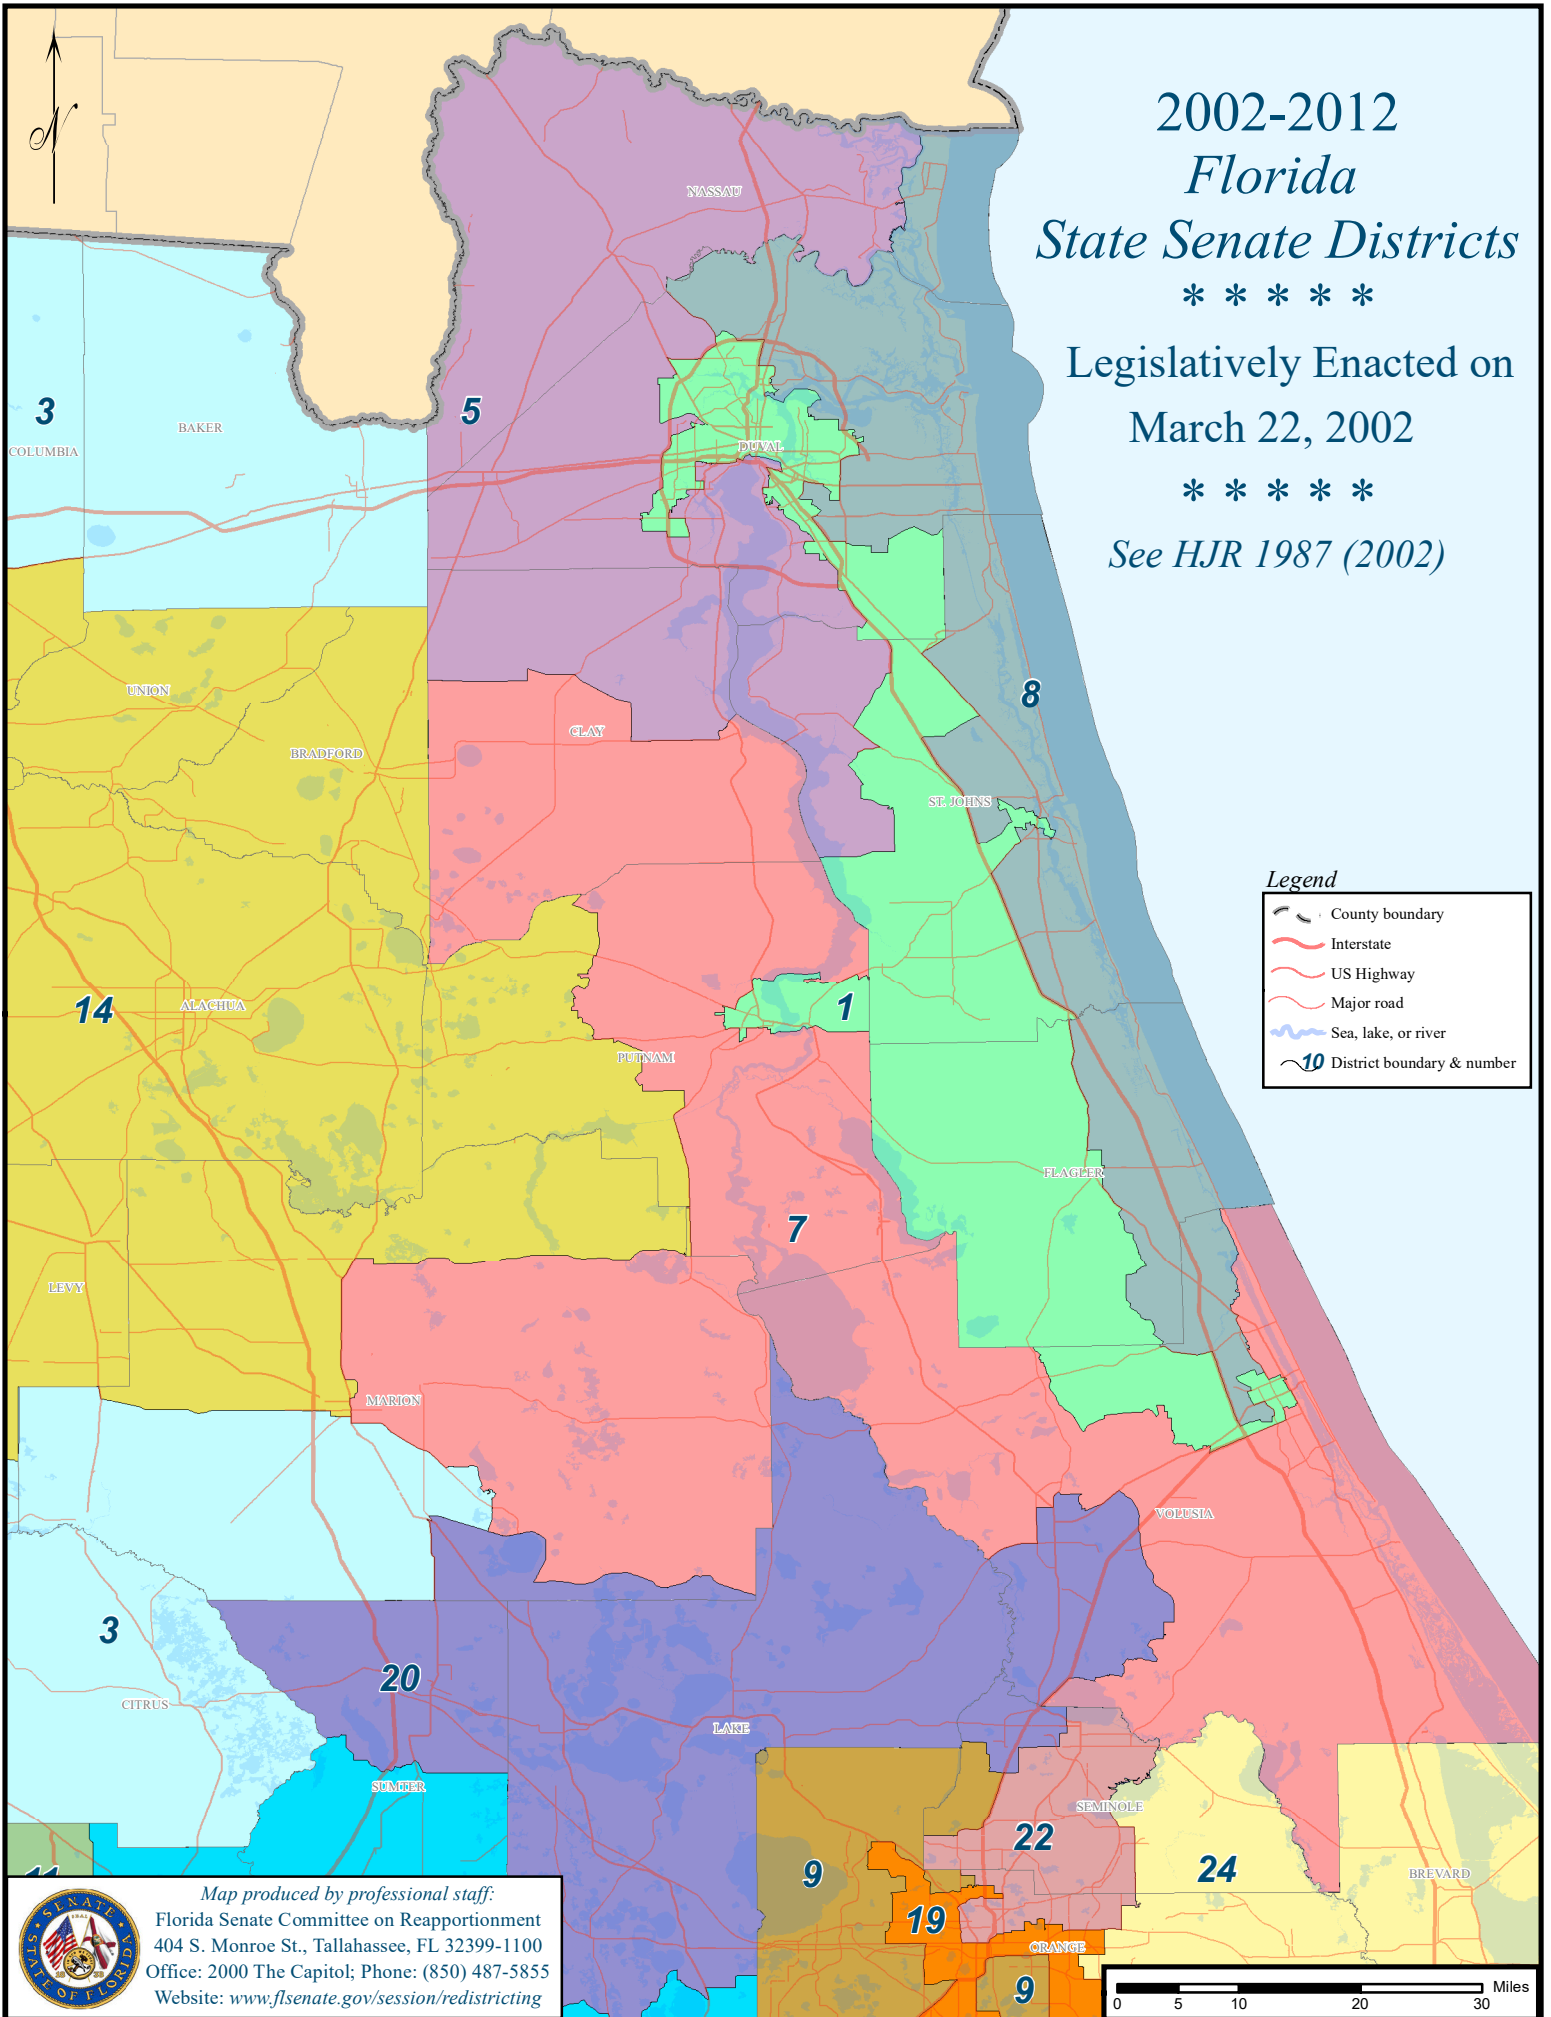 N
2002-2012
Florida
State Senate Districts
* * * * *
Legislatively Enacted on
March 22, 2002
* * * * *
See HJR 1987 (2002)
NASSAU
3
5
BAKER
COLUMBIA
DUVAL
UNION
8
CLAY
BRADFORD
ST. JOHNS
Legend
County boundary
Interstate
US Highway
Major road
Sea, lake, or river
10 District boundary & number
14
ALACHUA
1
PUTNAM
FLAGLER
7
LEVY
MARION
VOLUSIA
3
20
CITRUS
LAKE
SUMTER
SEMINOLE
22
11
9
24
BREVARD
19
ORANGE
9
SENATE
STATE OF FLORIDA
Map produced by professional staff:
Florida Senate Committee on Reapportionment
404 S. Monroe St., Tallahassee, FL 32399-1100
Office: 2000 The Capitol; Phone: (850) 487-5855
Website: www.flsenate.gov/session/redistricting
Miles
0 5 10 20 30